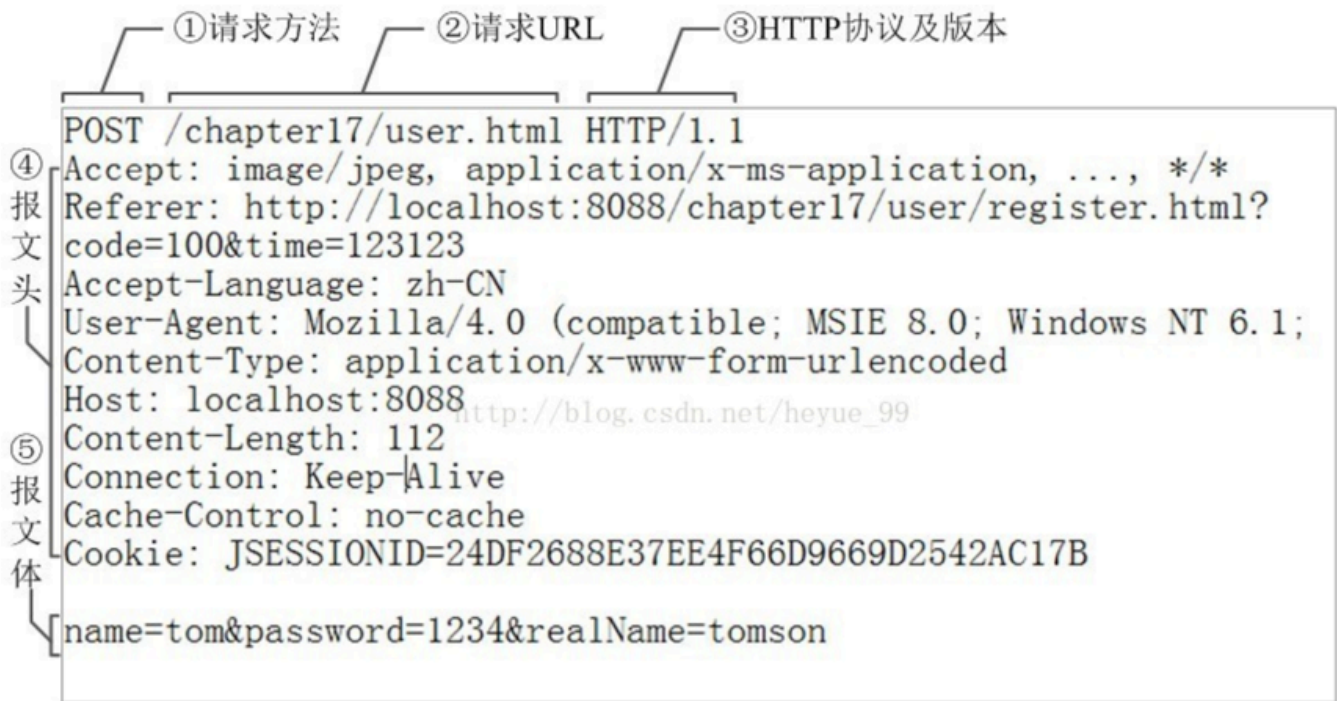 ①请求方法 ②请求URL ③HTTP协议及版本
POST /chapter17/user.html HTTP/1.1
④报文头
Accept: image/jpeg, application/x-ms-application, ..., */*
Referer: http://localhost:8088/chapter17/user/register.html?
code=100&time=123123
Accept-Language: zh-CN
User-Agent: Mozilla/4.0 (compatible; MSIE 8.0; Windows NT 6.1;
Content-Type: application/x-www-form-urlencoded
Host: localhost:8088
http://blog.csdn.net/heyue_99
Content-Length: 112
Connection: Keep-Alive
Cache-Control: no-cache
Cookie: JSESSIONID=24DF2688E37EE4F66D9669D2542AC17B
⑤报文体
name=tom&password=1234&realName=tomson